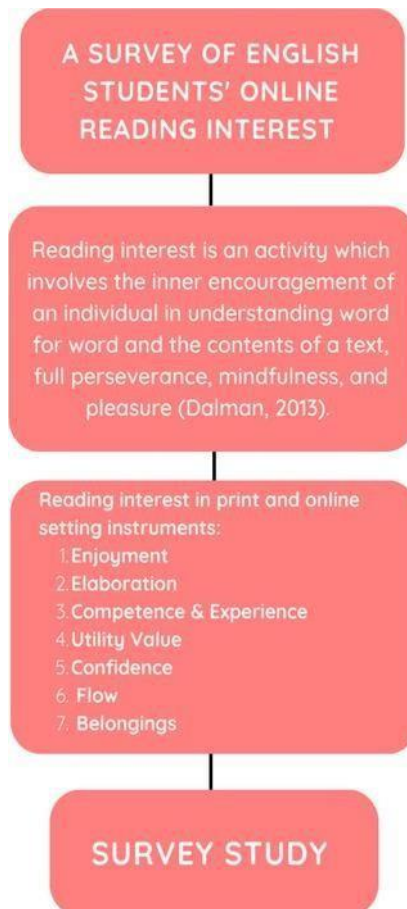 A SURVEY OF ENGLISH
STUDENTS' ONLINE
READING INTEREST
Reading interest is an activity which
involves the inner encouragement of
an individual in understanding word
for word and the contents of a text,
full perseverance, mindfulness, and
pleasure (Dalman, 2013).
Reading interest in print and online
setting instruments:
1. Enjoyment
2. Elaboration
3. Competence & Experience
4. Utility Value
5. Confidence
6. Flow
7. Belongings
SURVEY STUDY